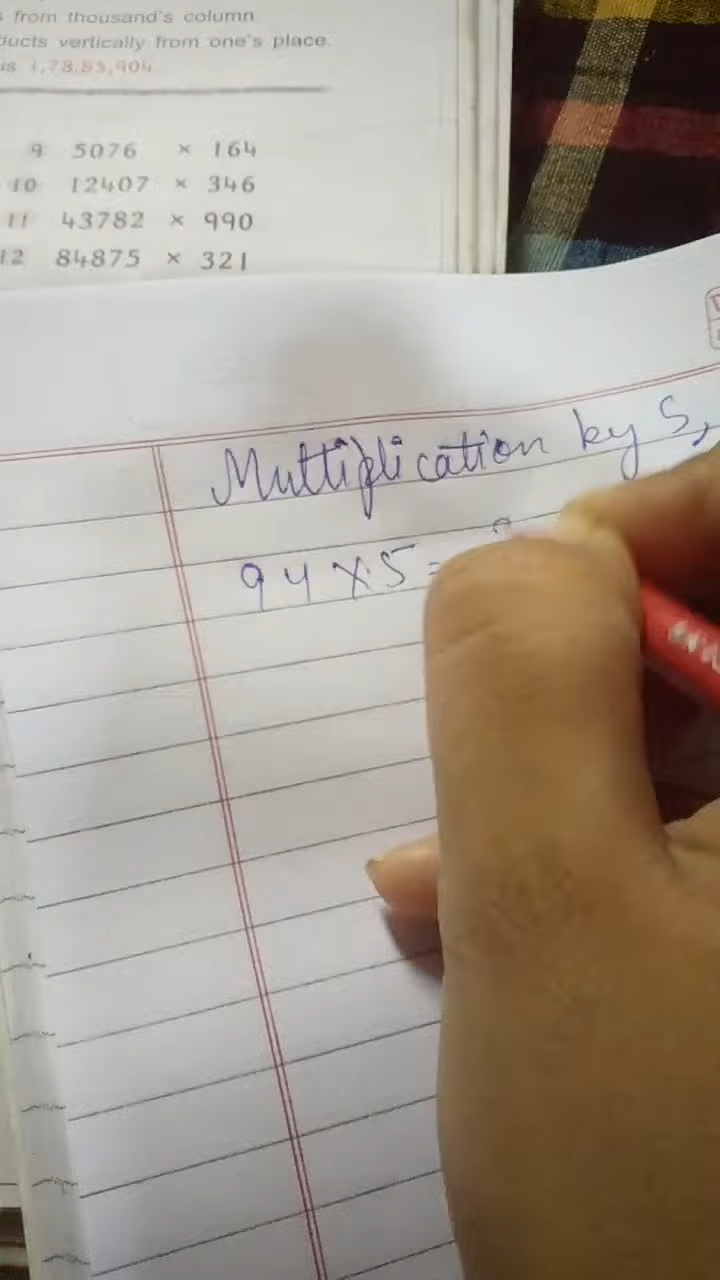 from thousand's column
ducts vertically from one's place.
is 1,78,83,904
9 5076 × 164
10 12407 × 346
11 43782 × 990
12 84875 × 321
Multiplication by 5,
94 × 5 =